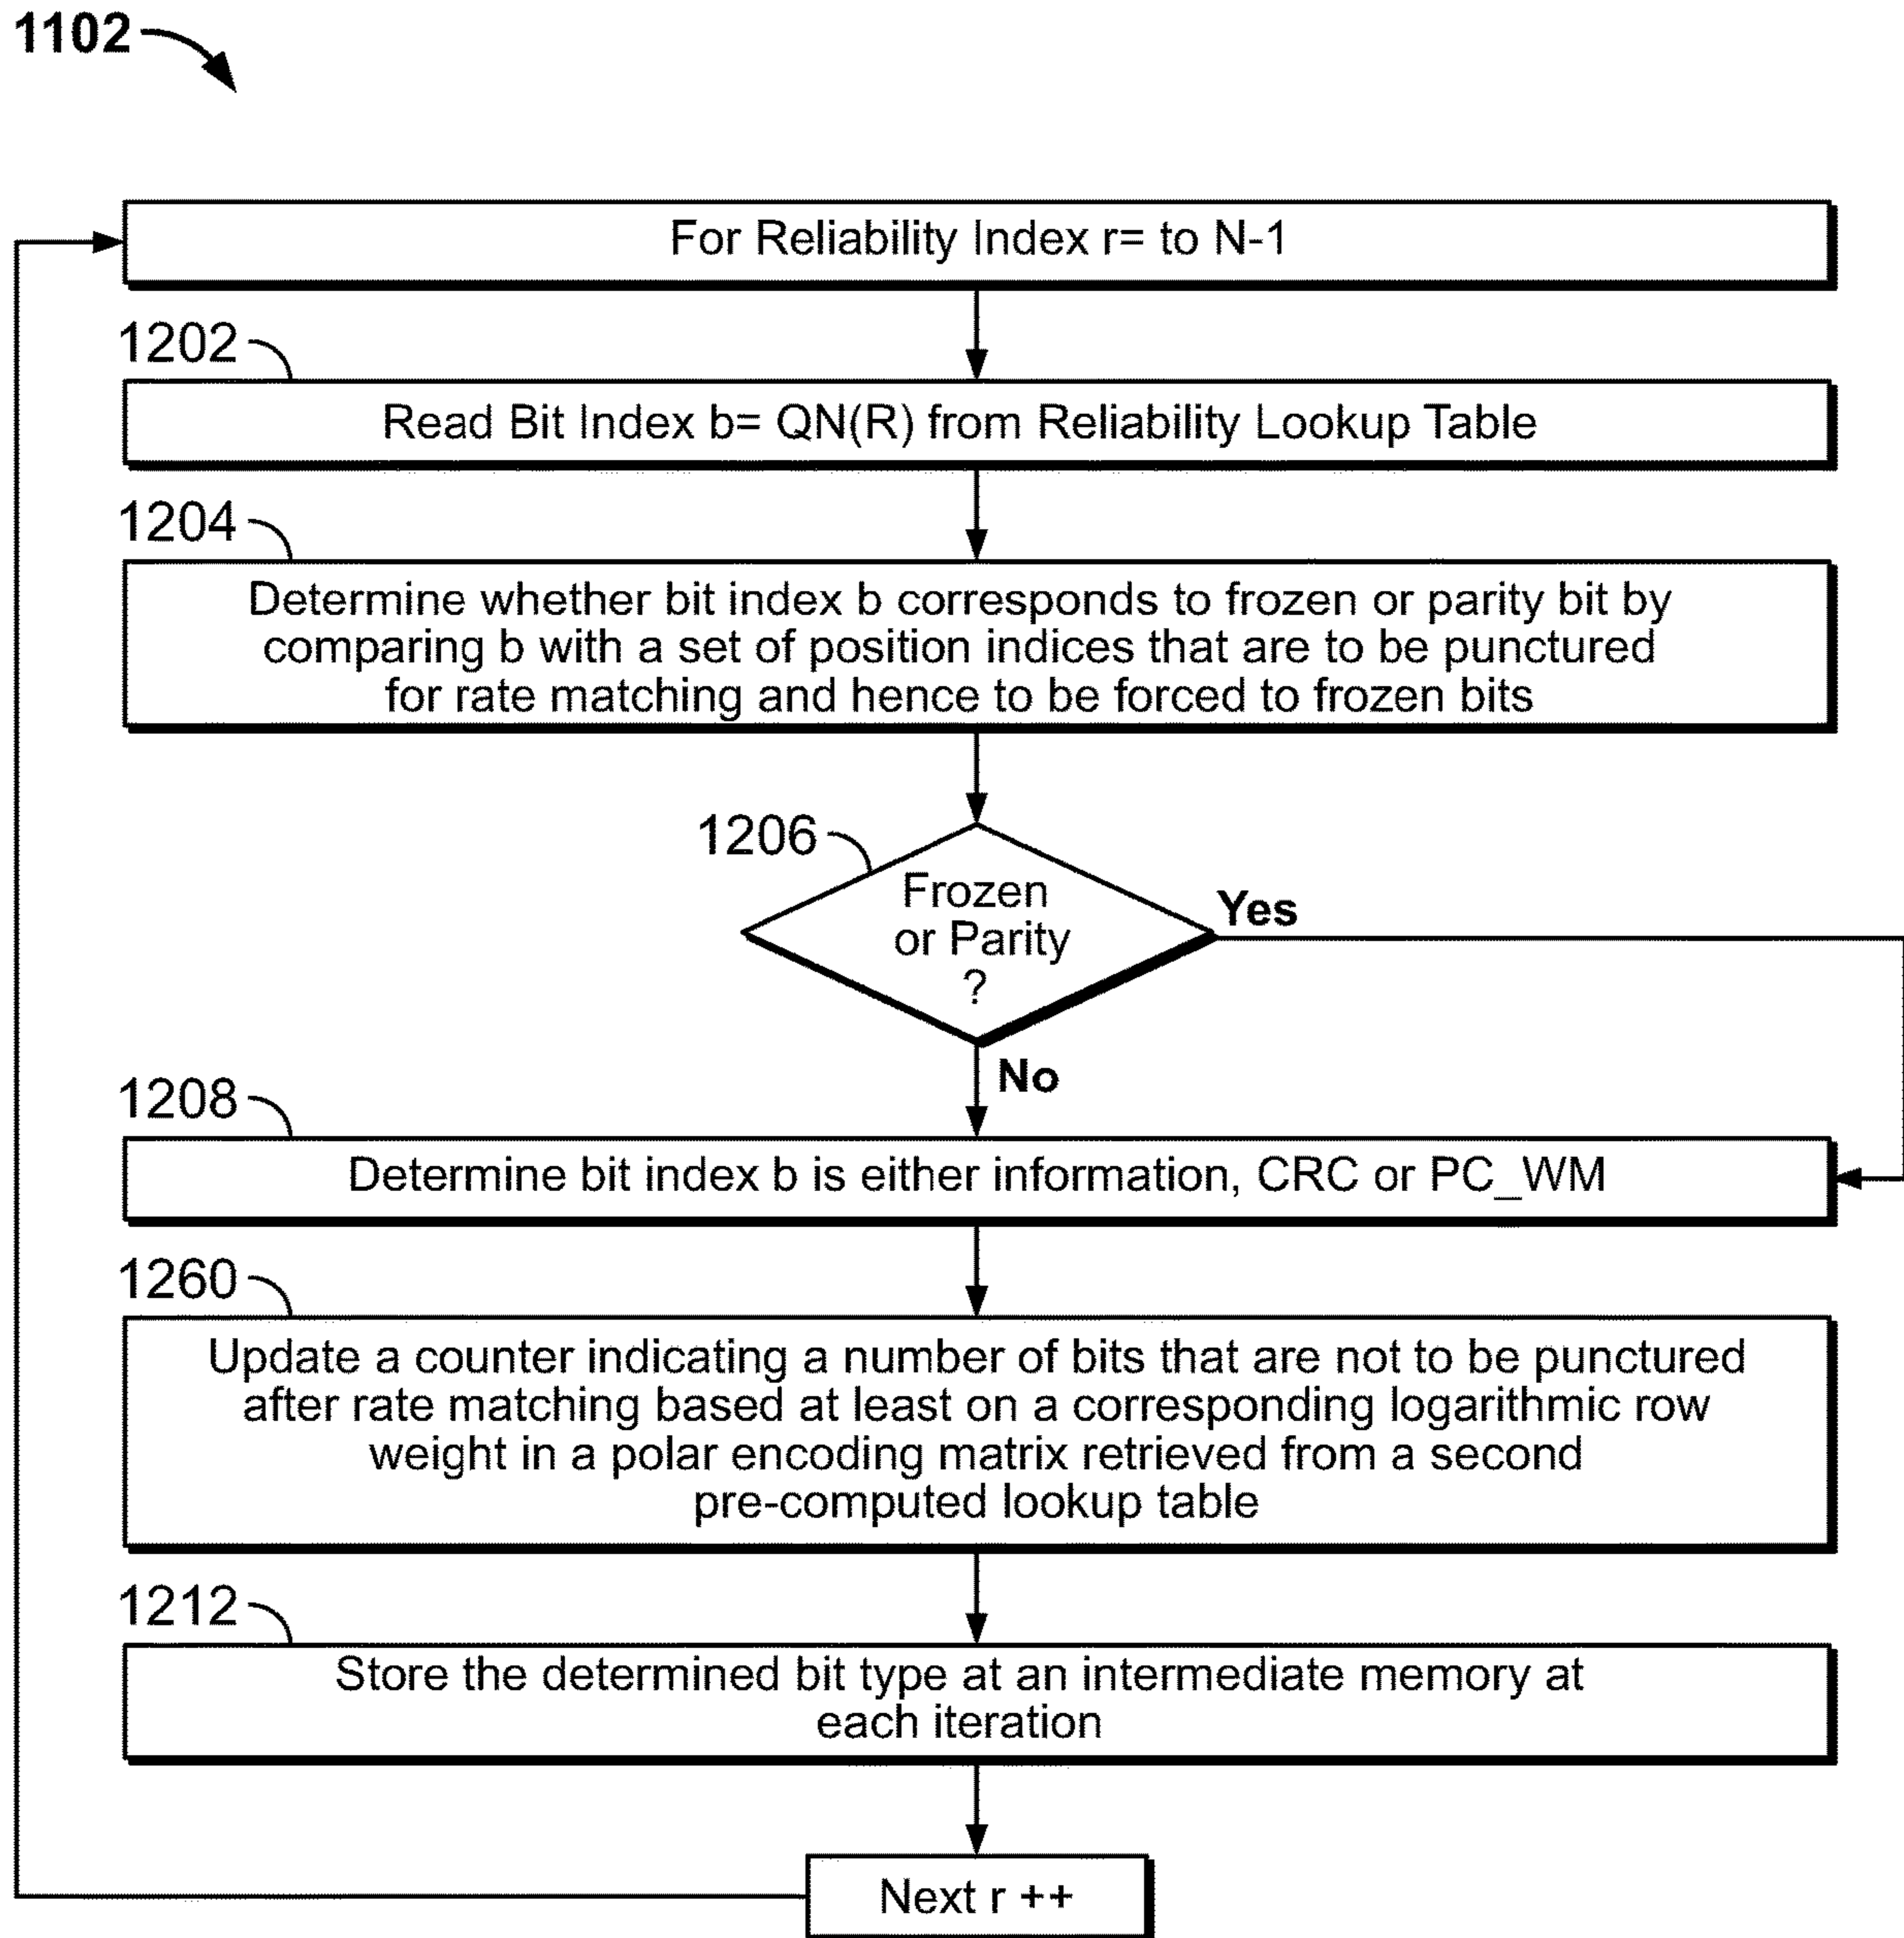 1102
For Reliability Index r= to N-1
1202
Read Bit Index b= QN(R) from Reliability Lookup Table
1204
Determine whether bit index b corresponds to frozen or parity bit by
comparing b with a set of position indices that are to be punctured
for rate matching and hence to be forced to frozen bits
1206
Frozen
or Parity
?
Yes
No
1208
Determine bit index b is either information, CRC or PC_WM
1260
Update a counter indicating a number of bits that are not to be punctured
after rate matching based at least on a corresponding logarithmic row
weight in a polar encoding matrix retrieved from a second
pre-computed lookup table
1212
Store the determined bit type at an intermediate memory at
each iteration
Next r ++